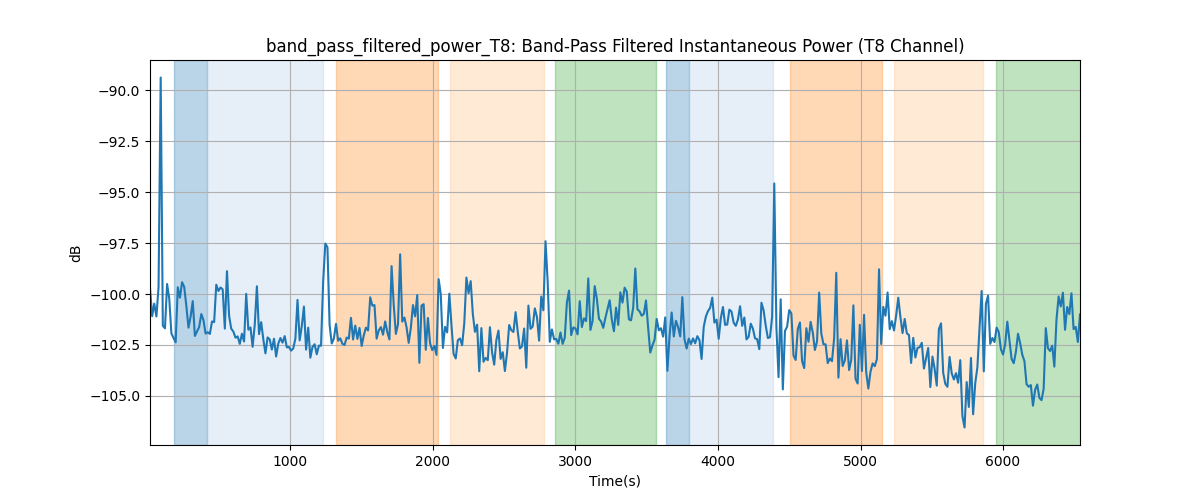 band_pass_filtered_power_T8: Band-Pass Filtered Instantaneous Power (T8 Channel)
dB
−90.0
−92.5
−95.0
−97.5
−100.0
−102.5
−105.0
1000 2000 3000 4000 5000 6000
Time(s)